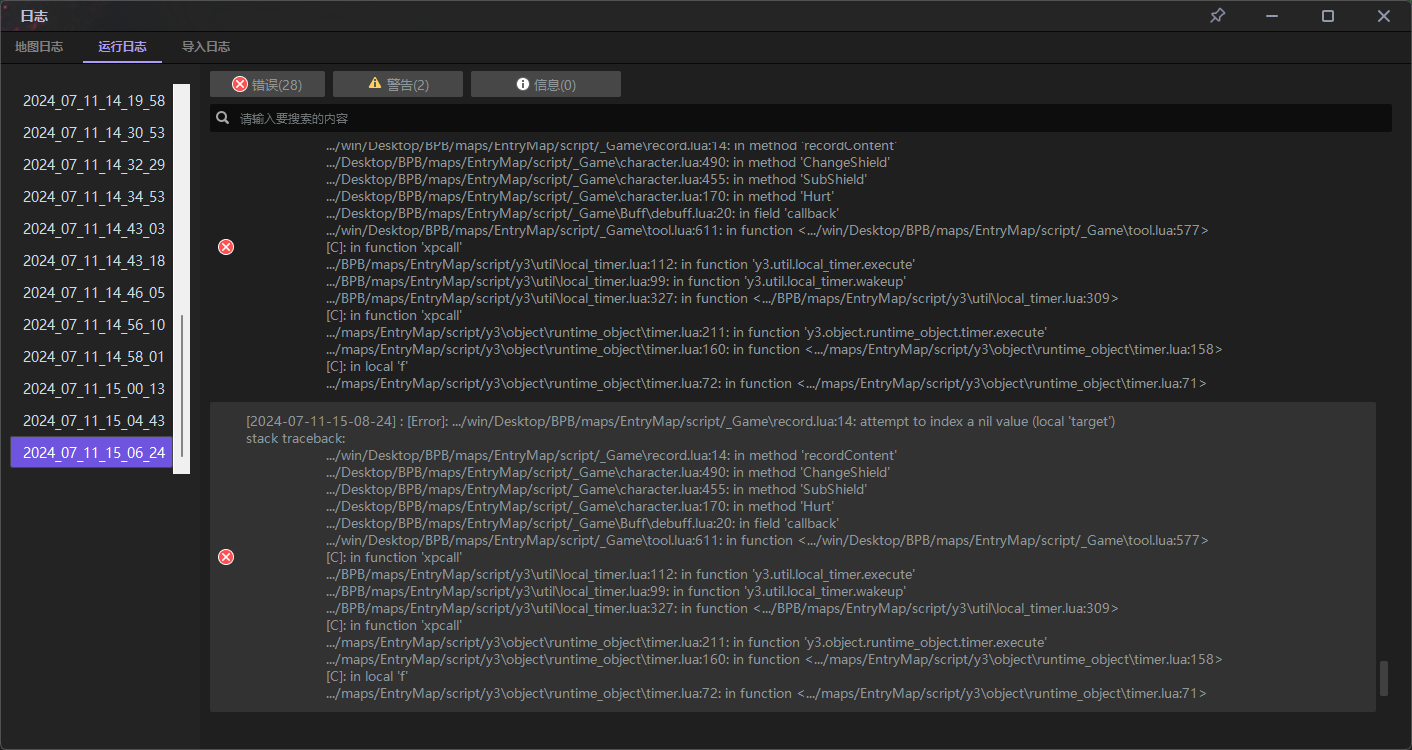 日志
地图日志 运行日志 导入日志
2024_07_11_14_19_58
2024_07_11_14_30_53
2024_07_11_14_32_29
2024_07_11_14_34_53
2024_07_11_14_43_03
2024_07_11_14_43_18
2024_07_11_14_46_05
2024_07_11_14_56_10
2024_07_11_14_58_01
2024_07_11_15_00_13
2024_07_11_15_04_43
2024_07_11_15_06_24
错误(28) 警告(2) 信息(0)
请输入要搜索的内容
.../win/Desktop/BPB/maps/EntryMap/script/_Game\record.lua:14: in method 'recordContent'
.../Desktop/BPB/maps/EntryMap/script/_Game\character.lua:490: in method 'ChangeShield'
.../Desktop/BPB/maps/EntryMap/script/_Game\character.lua:455: in method 'SubShield'
.../Desktop/BPB/maps/EntryMap/script/_Game\character.lua:170: in method 'Hurt'
.../Desktop/BPB/maps/EntryMap/script/_Game\Buff\debuff.lua:20: in field 'callback'
.../win/Desktop/BPB/maps/EntryMap/script/_Game\tool.lua:611: in function <.../win/Desktop/BPB/maps/EntryMap/script/_Game\tool.lua:577>
[C]: in function 'xpcall'
.../BPB/maps/EntryMap/script/y3\util\local_timer.lua:112: in function 'y3.util.local_timer.execute'
.../BPB/maps/EntryMap/script/y3\util\local_timer.lua:99: in function 'y3.util.local_timer.wakeup'
.../BPB/maps/EntryMap/script/y3\util\local_timer.lua:327: in function <.../BPB/maps/EntryMap/script/y3\util\local_timer.lua:309>
[C]: in function 'xpcall'
.../maps/EntryMap/script/y3\object\runtime_object\timer.lua:211: in function 'y3.object.runtime_object.timer.execute'
.../maps/EntryMap/script/y3\object\runtime_object\timer.lua:160: in function <.../maps/EntryMap/script/y3\object\runtime_object\timer.lua:158>
[C]: in local 'f'
.../maps/EntryMap/script/y3\object\runtime_object\timer.lua:72: in function <.../maps/EntryMap/script/y3\object\runtime_object\timer.lua:71>
[2024-07-11-15-08-24] : [Error]: .../win/Desktop/BPB/maps/EntryMap/script/_Game\record.lua:14: attempt to index a nil value (local 'target')
stack traceback:
.../win/Desktop/BPB/maps/EntryMap/script/_Game\record.lua:14: in method 'recordContent'
.../Desktop/BPB/maps/EntryMap/script/_Game\character.lua:490: in method 'ChangeShield'
.../Desktop/BPB/maps/EntryMap/script/_Game\character.lua:455: in method 'SubShield'
.../Desktop/BPB/maps/EntryMap/script/_Game\character.lua:170: in method 'Hurt'
.../Desktop/BPB/maps/EntryMap/script/_Game\Buff\debuff.lua:20: in field 'callback'
.../win/Desktop/BPB/maps/EntryMap/script/_Game\tool.lua:611: in function <.../win/Desktop/BPB/maps/EntryMap/script/_Game\tool.lua:577>
[C]: in function 'xpcall'
.../BPB/maps/EntryMap/script/y3\util\local_timer.lua:112: in function 'y3.util.local_timer.execute'
.../BPB/maps/EntryMap/script/y3\util\local_timer.lua:99: in function 'y3.util.local_timer.wakeup'
.../BPB/maps/EntryMap/script/y3\util\local_timer.lua:327: in function <.../BPB/maps/EntryMap/script/y3\util\local_timer.lua:309>
[C]: in function 'xpcall'
.../maps/EntryMap/script/y3\object\runtime_object\timer.lua:211: in function 'y3.object.runtime_object.timer.execute'
.../maps/EntryMap/script/y3\object\runtime_object\timer.lua:160: in function <.../maps/EntryMap/script/y3\object\runtime_object\timer.lua:158>
[C]: in local 'f'
.../maps/EntryMap/script/y3\object\runtime_object\timer.lua:72: in function <.../maps/EntryMap/script/y3\object\runtime_object\timer.lua:71>